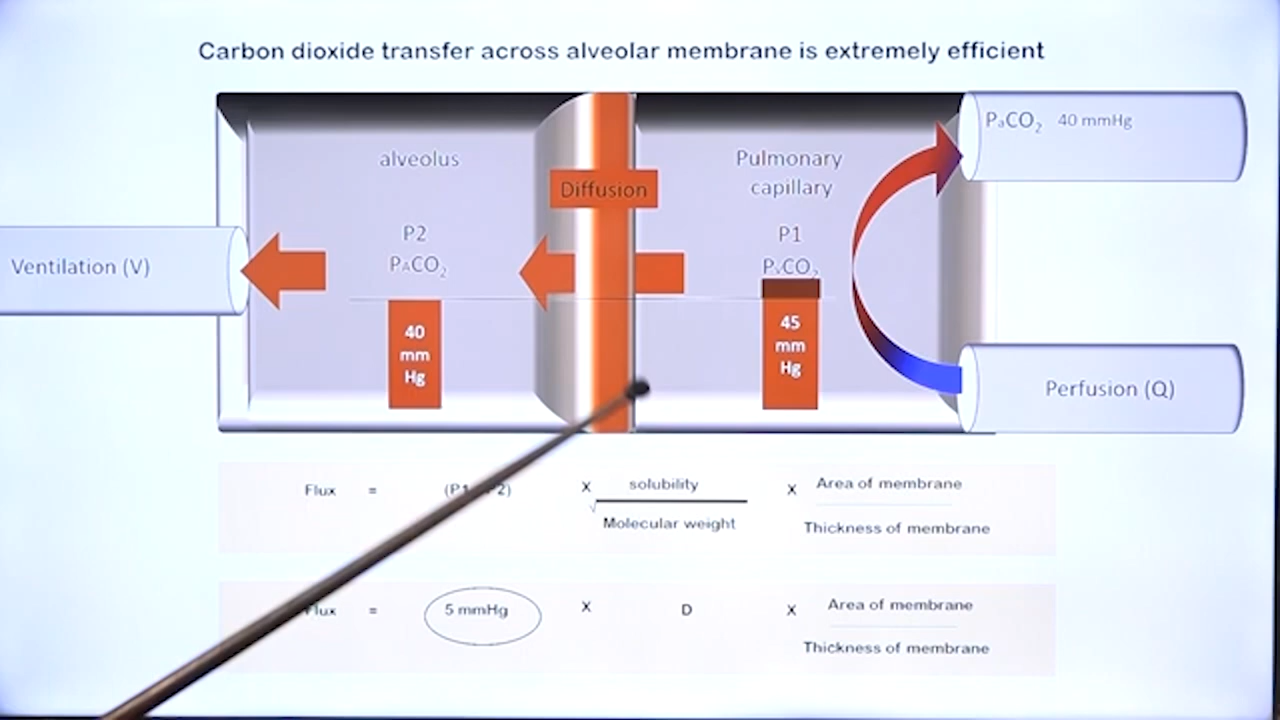 Carbon dioxide transfer across alveolar membrane is extremely efficient
PaCO2 40 mmHg
alveolus
Pulmonary
capillary
Diffusion
P2
PACO2
P1
PvCO2
Ventilation (V)
40
mm
Hg
45
mm
Hg
Perfusion (Q)
Flux = (P1 P2) X solubility X Area of membrane
√ Molecular weight Thickness of membrane
Flux = 5 mmHg X D X Area of membrane
Thickness of membrane